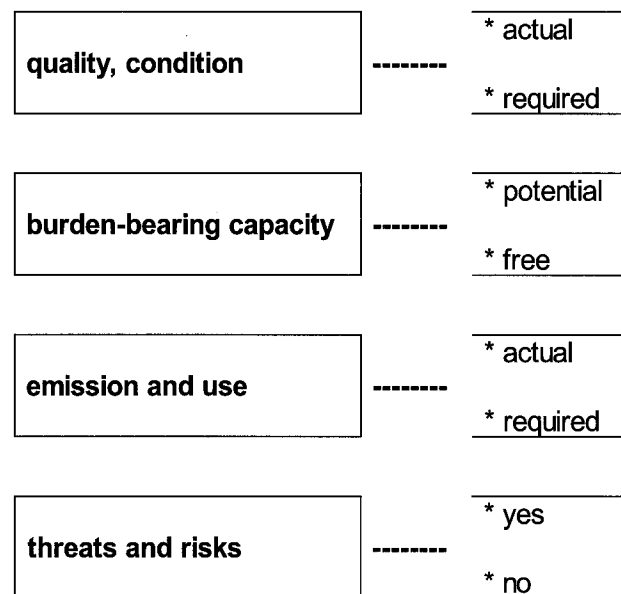 * actual
quality, condition --------
* required
* potential
burden-bearing capacity --------
* free
* actual
emission and use --------
* required
* yes
threats and risks --------
* no